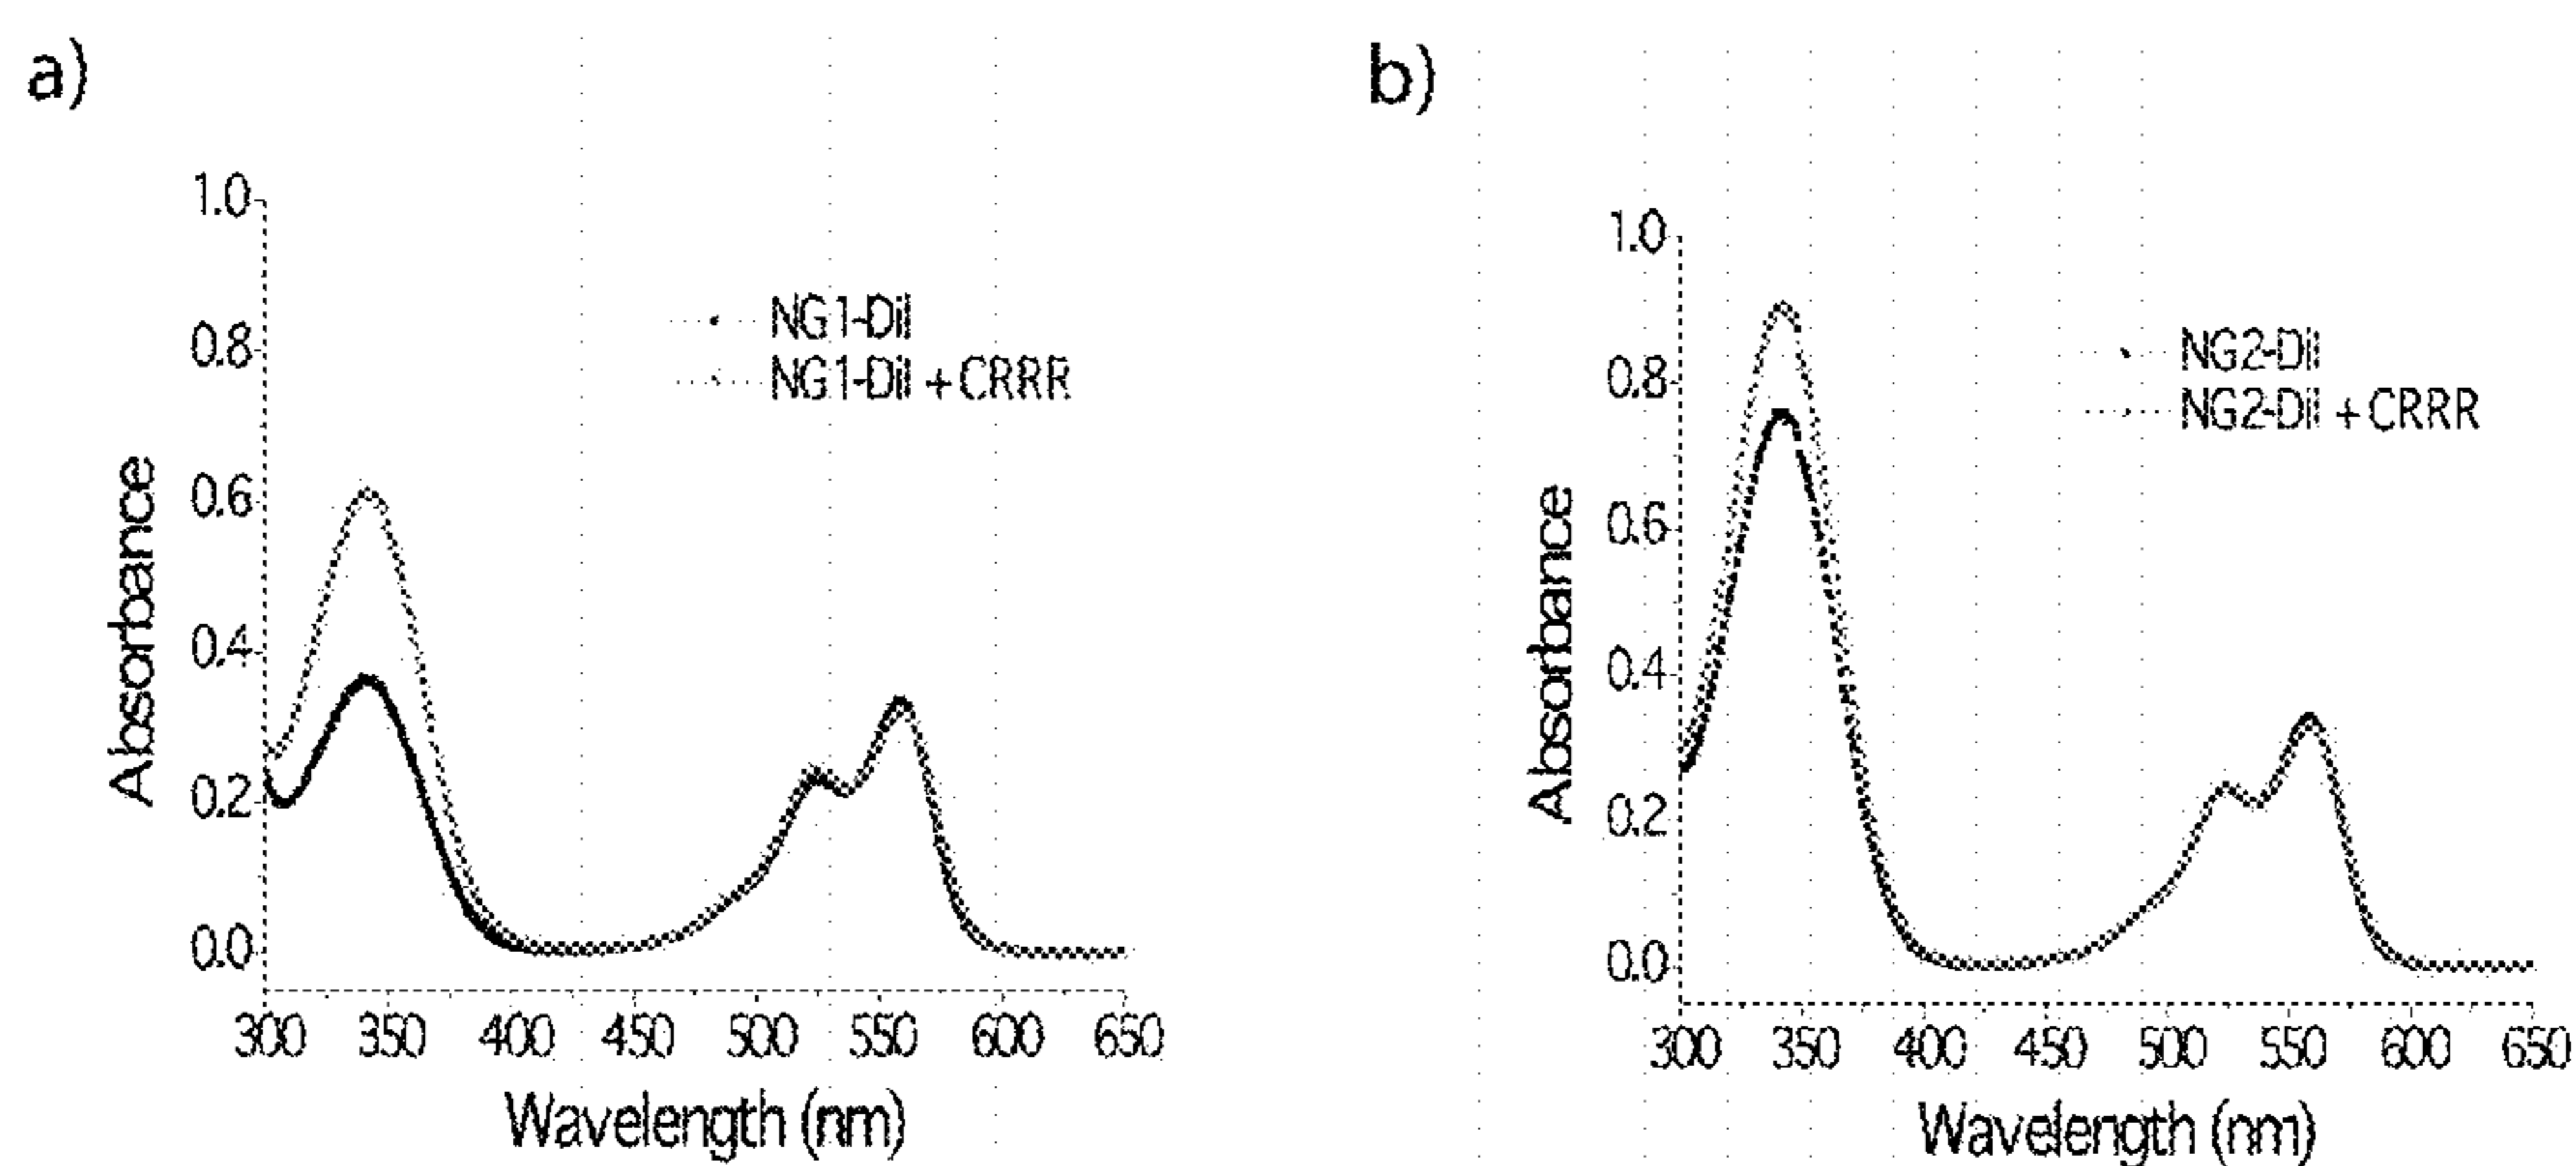 a)
1.0
0.8
0.6
0.4
0.2
0.0
Absorbance
NG1-DiI
NG1-DiI + CRRR
300 350 400 450 500 550 600 650
Wavelength (nm)
b)
1.0
0.8
0.6
0.4
0.2
0.0
Absorbance
NG2-DiI
NG2-DiI + CRRR
300 350 400 450 500 550 600 650
Wavelength (nm)